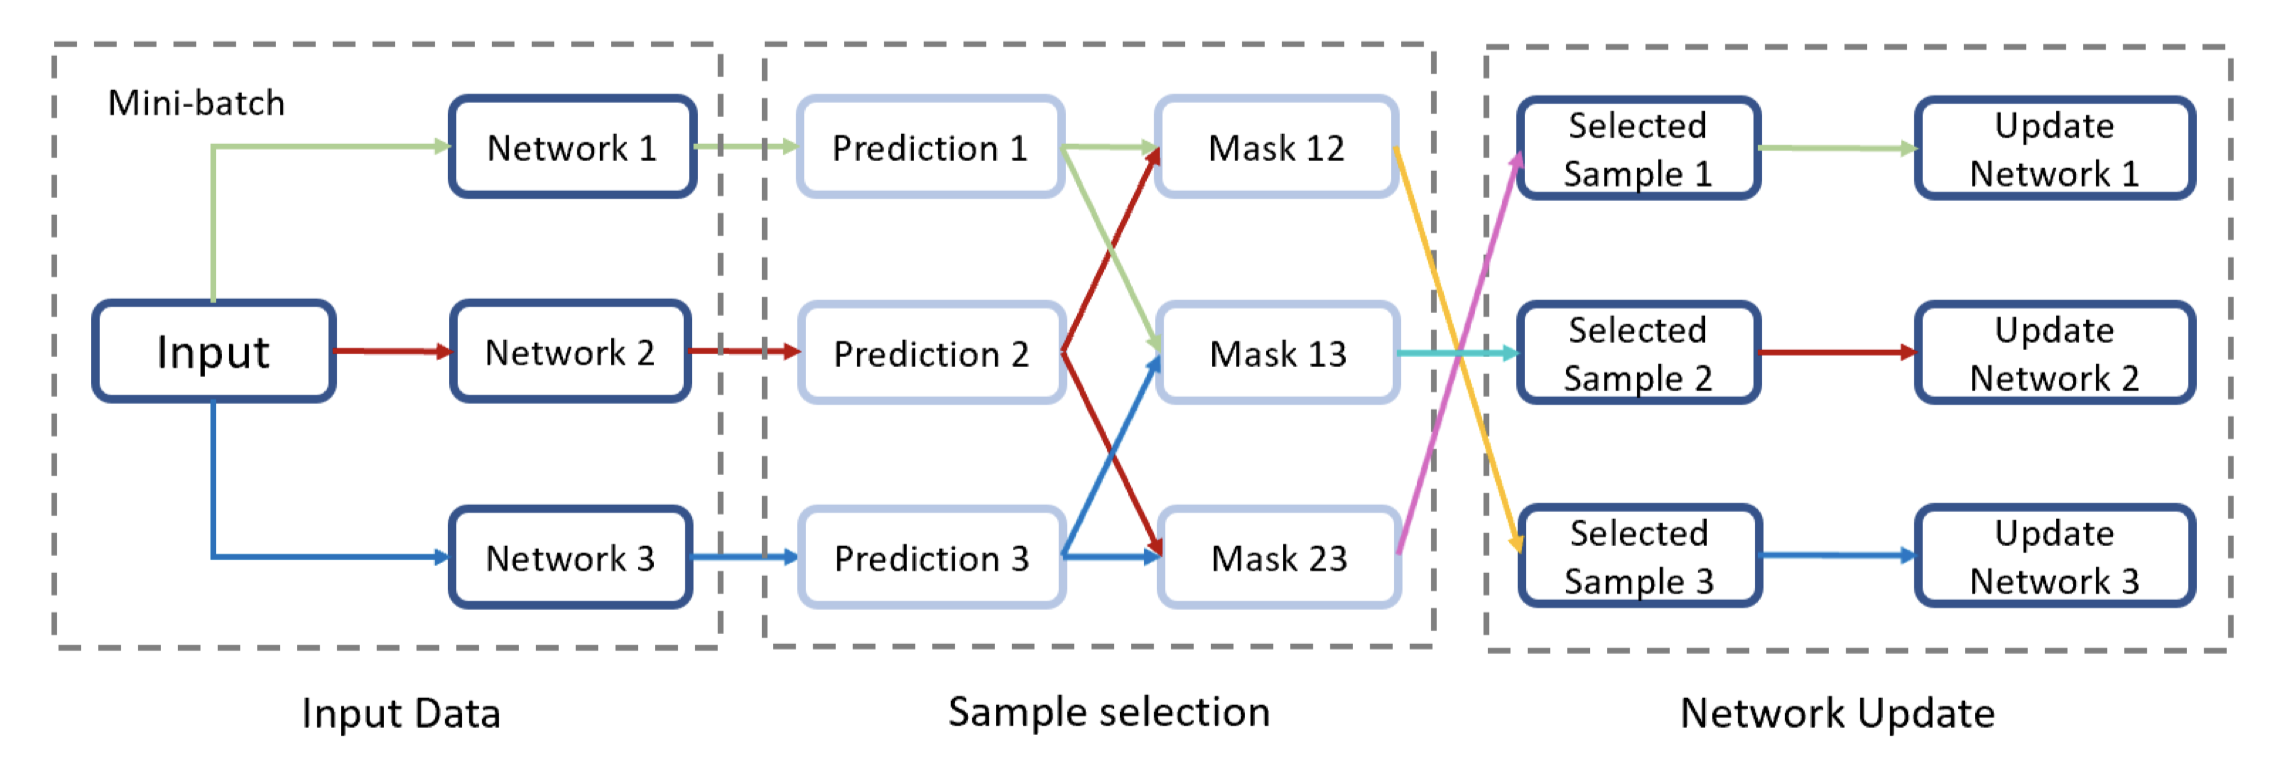 Mini-batch
Network 1
Prediction 1
Mask 12
Selected
Sample 1
Update
Network 1
Input
Network 2
Prediction 2
Mask 13
Selected
Sample 2
Update
Network 2
Network 3
Prediction 3
Mask 23
Selected
Sample 3
Update
Network 3
Input Data
Sample selection
Network Update